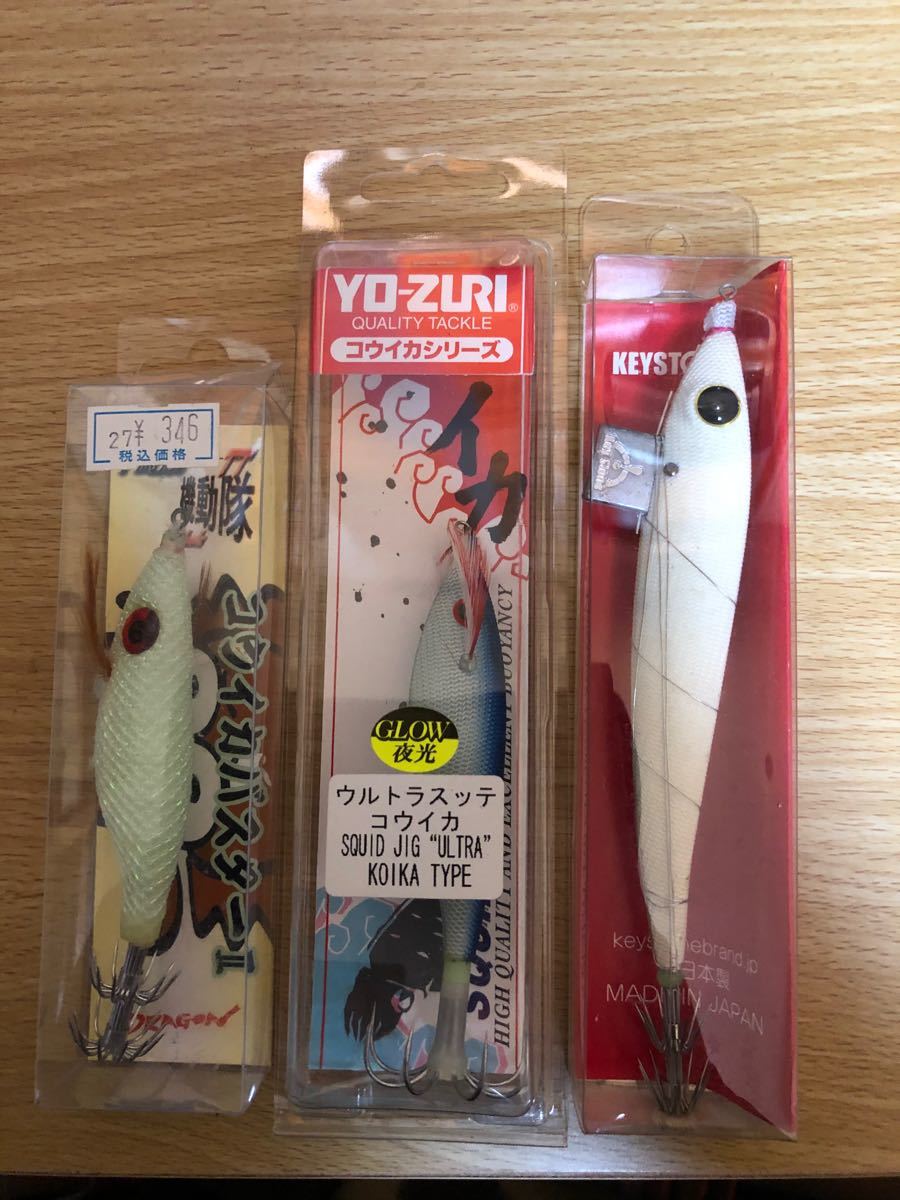 27 ¥ 346
税込価格
機動隊
コウイカバスターI
DRAGON
YO-ZURI®
QUALITY TACKLE
コウイカシリーズ
イカ
GLOW
夜光
ウルトラスッテ
コウイカ
SQUID JIG "ULTRA"
KOIKA TYPE
HIGH QUALITY AND EXCELLENT BUOYANCY
KEYSTO
日本製
MADE IN JAPAN